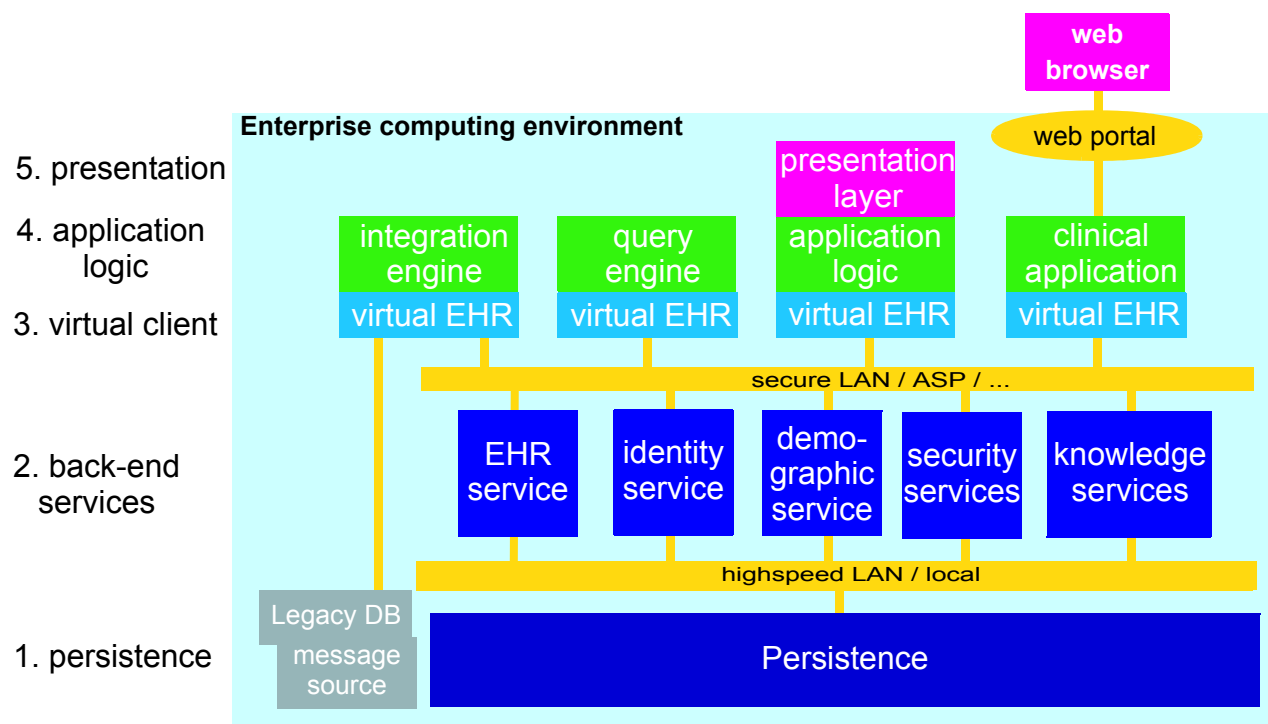 web
browser
Enterprise computing environment
web portal
5. presentation
presentation
layer
4. application
logic
integration
engine
query
engine
application
logic
clinical
application
3. virtual client
virtual EHR
virtual EHR
virtual EHR
virtual EHR
secure LAN / ASP / ...
2. back-end
services
EHR
service
identity
service
demo-
graphic
service
security
services
knowledge
services
highspeed LAN / local
Legacy DB
1. persistence
message
source
Persistence